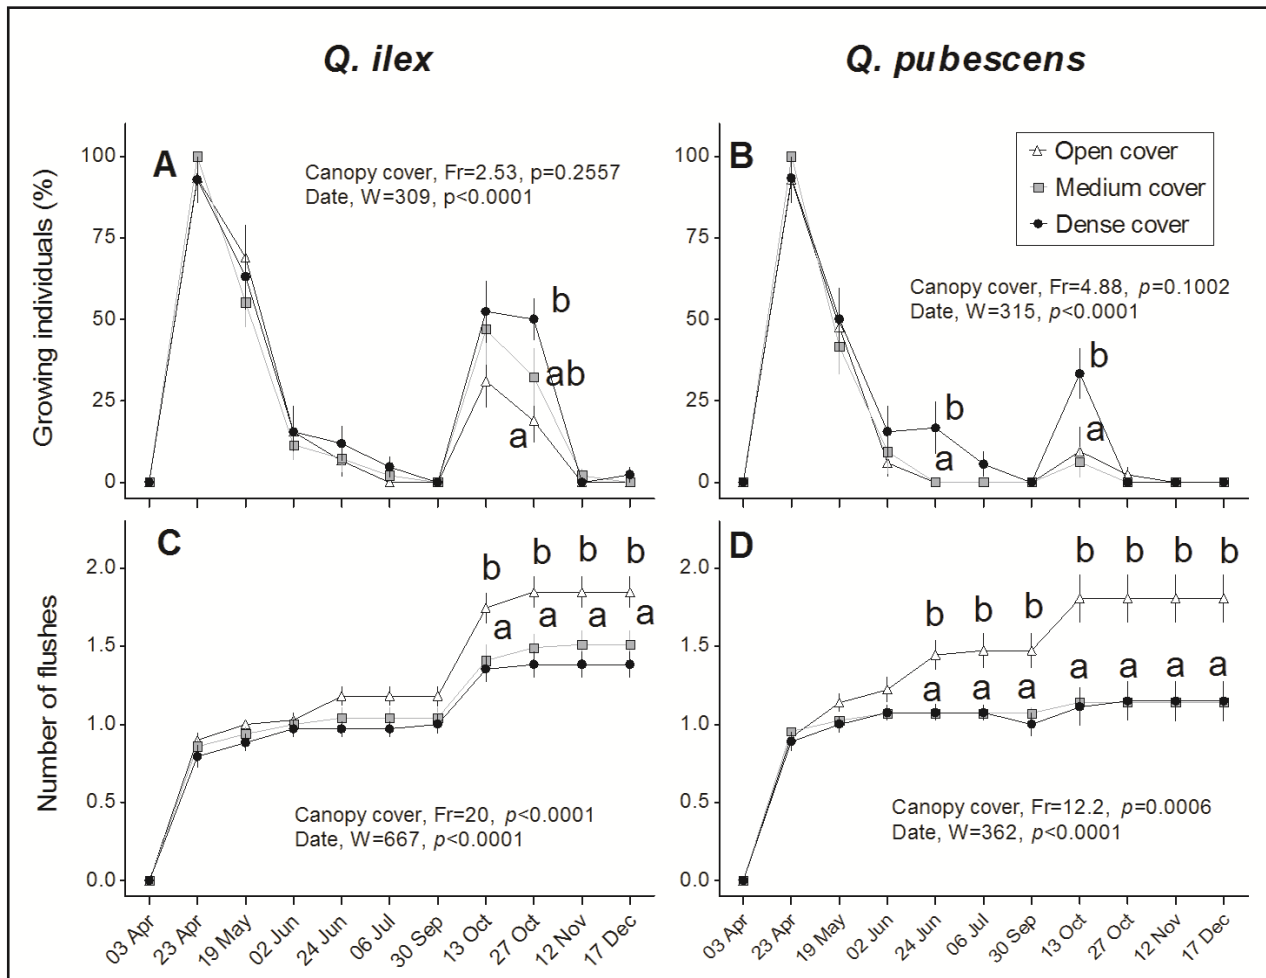 Q. ilex
Q. pubescens
Growing individuals (%)
100
75
50
25
0
A
Canopy cover, Fr=2.53, p=0.2557
Date, W=309, p<0.0001
b
ab
a
100
75
50
25
0
B
Open cover
Medium cover
Dense cover
Canopy cover, Fr=4.88, p=0.1002
Date, W=315, p<0.0001
b
a
b
a
Number of flushes
2.0
1.5
1.0
0.5
0.0
C
b b b b
a a a a
Canopy cover, Fr=20, p<0.0001
Date, W=667, p<0.0001
03 Apr
23 Apr
19 May
02 Jun
24 Jun
06 Jul
30 Sep
13 Oct
27 Oct
12 Nov
17 Dec
2.0
1.5
1.0
0.5
0.0
D
b b b b b b b
a a a a a a a
Canopy cover, Fr=12.2, p=0.0006
Date, W=362, p<0.0001
03 Apr
23 Apr
19 May
02 Jun
24 Jun
06 Jul
30 Sep
13 Oct
27 Oct
12 Nov
17 Dec